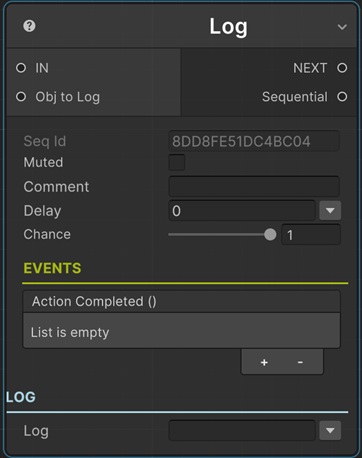 Log
IN NEXT
Obj to Log Sequential
Seq Id 8DD8FE51DC4BC04
Muted
Comment
Delay 0
Chance 1
EVENTS
Action Completed ()
List is empty
+ -
LOG
Log